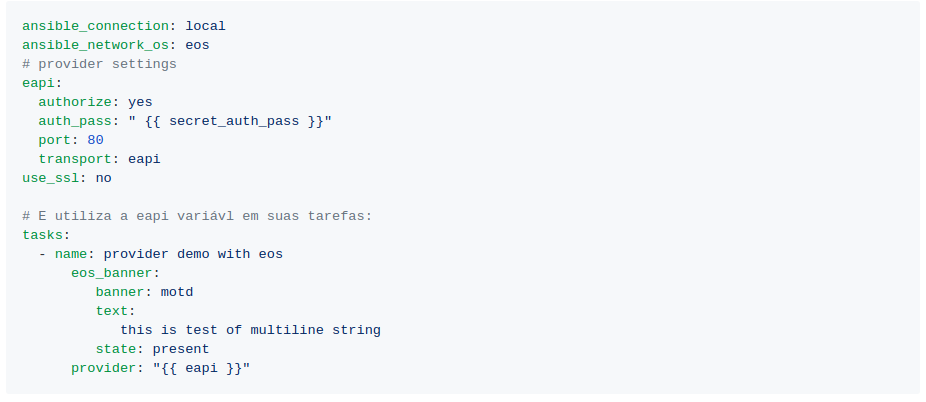 ansible_connection: local
ansible_network_os: eos
# provider settings
eapi:
  authorize: yes
  auth_pass: " {{ secret_auth_pass }}"
  port: 80
  transport: eapi
use_ssl: no

# E utiliza a eapi variávl em suas tarefas:
tasks:
  - name: provider demo with eos
      eos_banner:
         banner: motd
         text:
            this is test of multiline string
         state: present
      provider: "{{ eapi }}"